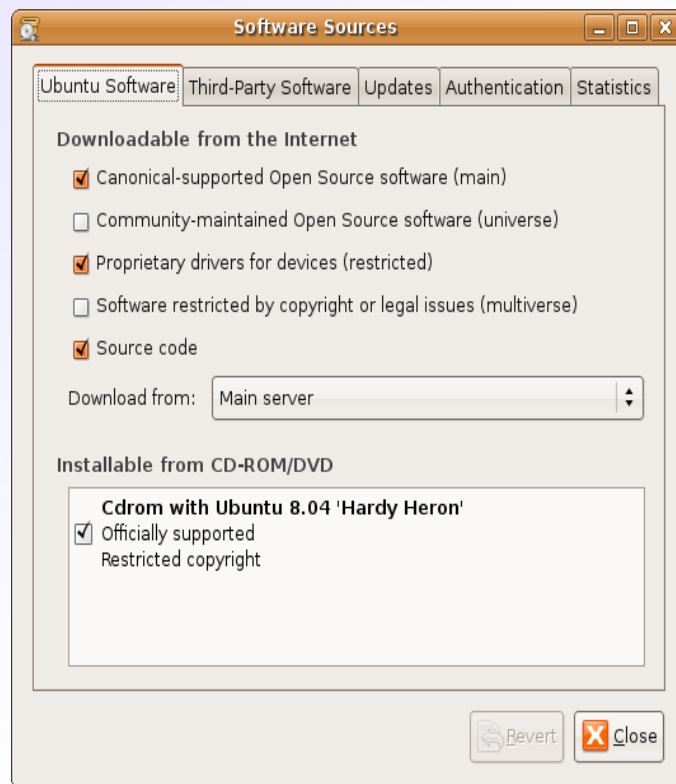 Software Sources
Ubuntu Software Third-Party Software Updates Authentication Statistics
Downloadable from the Internet
Canonical-supported Open Source software (main)
Community-maintained Open Source software (universe)
Proprietary drivers for devices (restricted)
Software restricted by copyright or legal issues (multiverse)
Source code
Download from: Main server
Installable from CD-ROM/DVD
Cdrom with Ubuntu 8.04 'Hardy Heron'
Officially supported
Restricted copyright
Revert Close